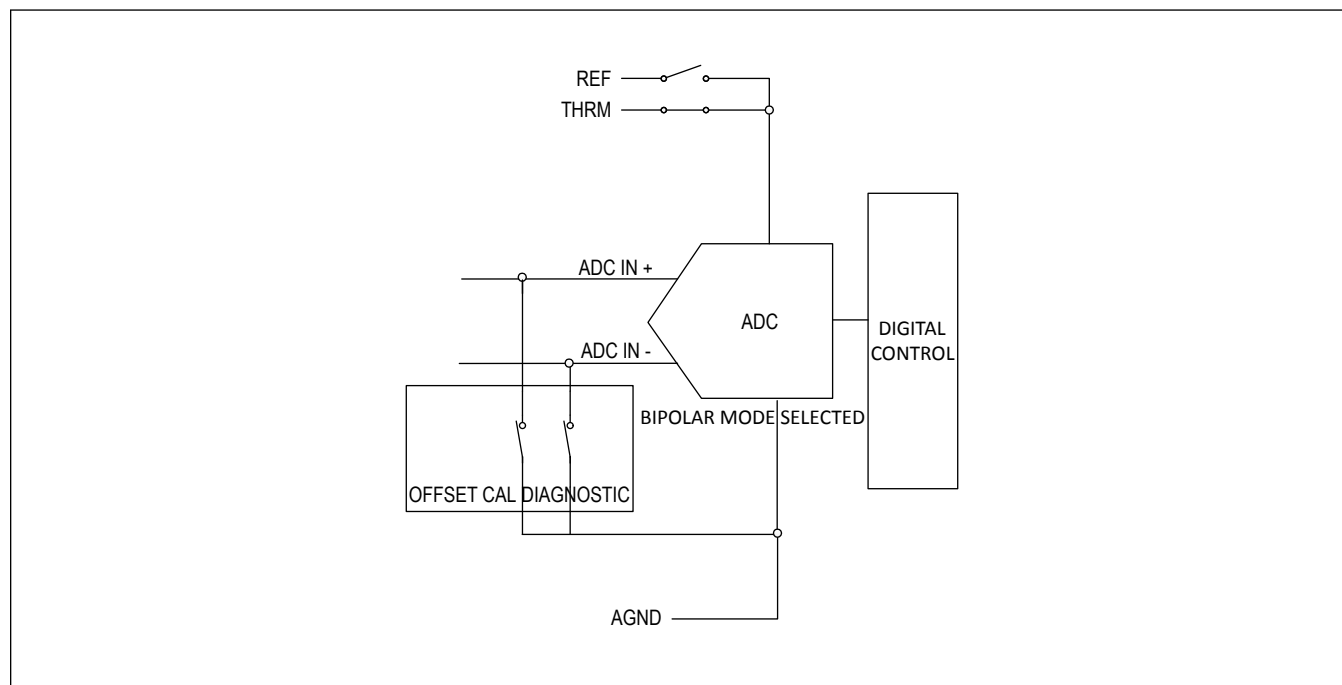 REF
THRM
ADC IN +
ADC
DIGITAL
CONTROL
ADC IN -
BIPOLAR MODE SELECTED
OFFSET CAL DIAGNOSTIC
AGND